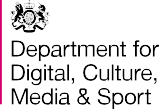 Department for
Digital, Culture,
Media & Sport